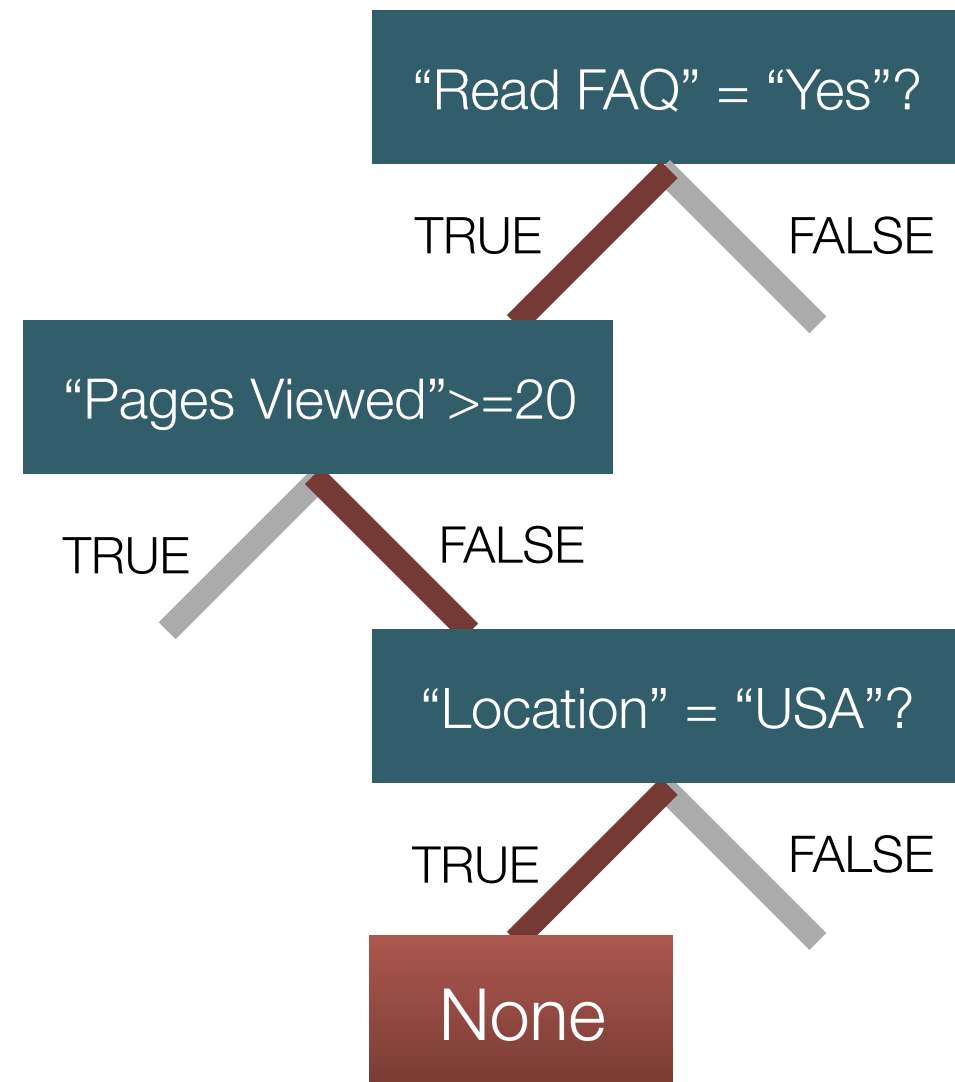 “Read FAQ” = “Yes”?
TRUE
FALSE
“Pages Viewed”>=20
TRUE
FALSE
“Location” = “USA”?
TRUE
FALSE
None